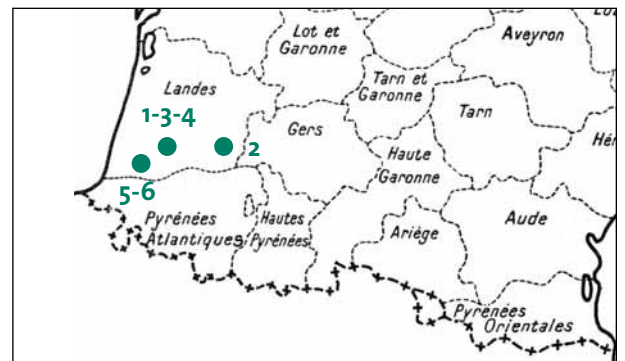 Lot et
Garonne
Aveyron
Landes
Tarn et
Garonne
Tarn
1-3-4
Gers
2
Haute
Garonne
5-6
Pyrénées
Atlantiques
Hautes
Pyrénées
Ariège
Aude
Pyrénées
Orientales